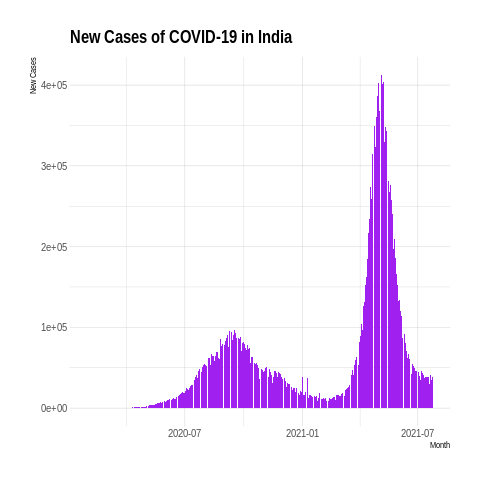 New Cases of COVID-19 in India
New Cases
4e+05
3e+05
2e+05
1e+05
0e+00
2020-07
2021-01
2021-07
Month